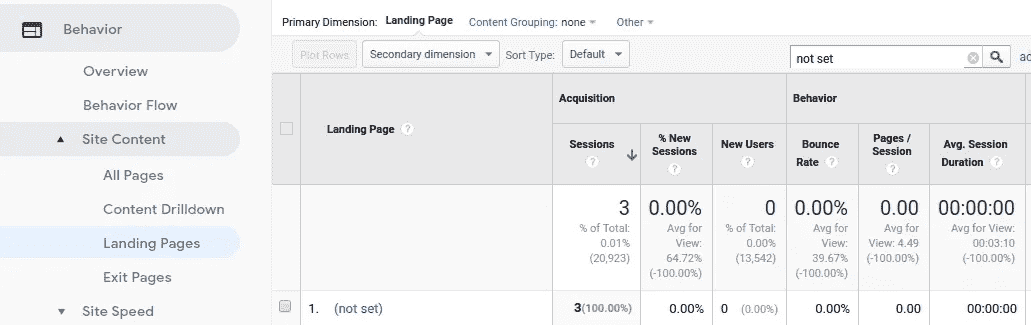 Behavior
Overview
Behavior Flow
Site Content
All Pages
Content Drilldown
Landing Pages
Exit Pages
Site Speed
Primary Dimension: Landing Page Content Grouping: none Other
Plot Rows Secondary dimension Sort Type: Default not set ac
Landing Page ?
Acquisition
Behavior
Sessions ?
% New
Sessions
?
New Users
?
Bounce
Rate ?
Pages /
Session
?
Avg. Session
Duration ?
3
% of Total:
0.01%
(20,923)
0.00%
Avg for
View:
64.72%
(-100.00%)
0
% of Total:
0.00%
(13,542)
0.00%
Avg for
View:
39.67%
(-100.00%)
0.00
Avg for
View: 4.49
(-100.00%)
00:00:00
Avg for View:
00:03:10
(-100.00%)
1. (not set) 3(100.00%) 0.00% 0 (0.00%) 0.00% 0.00 00:00:00